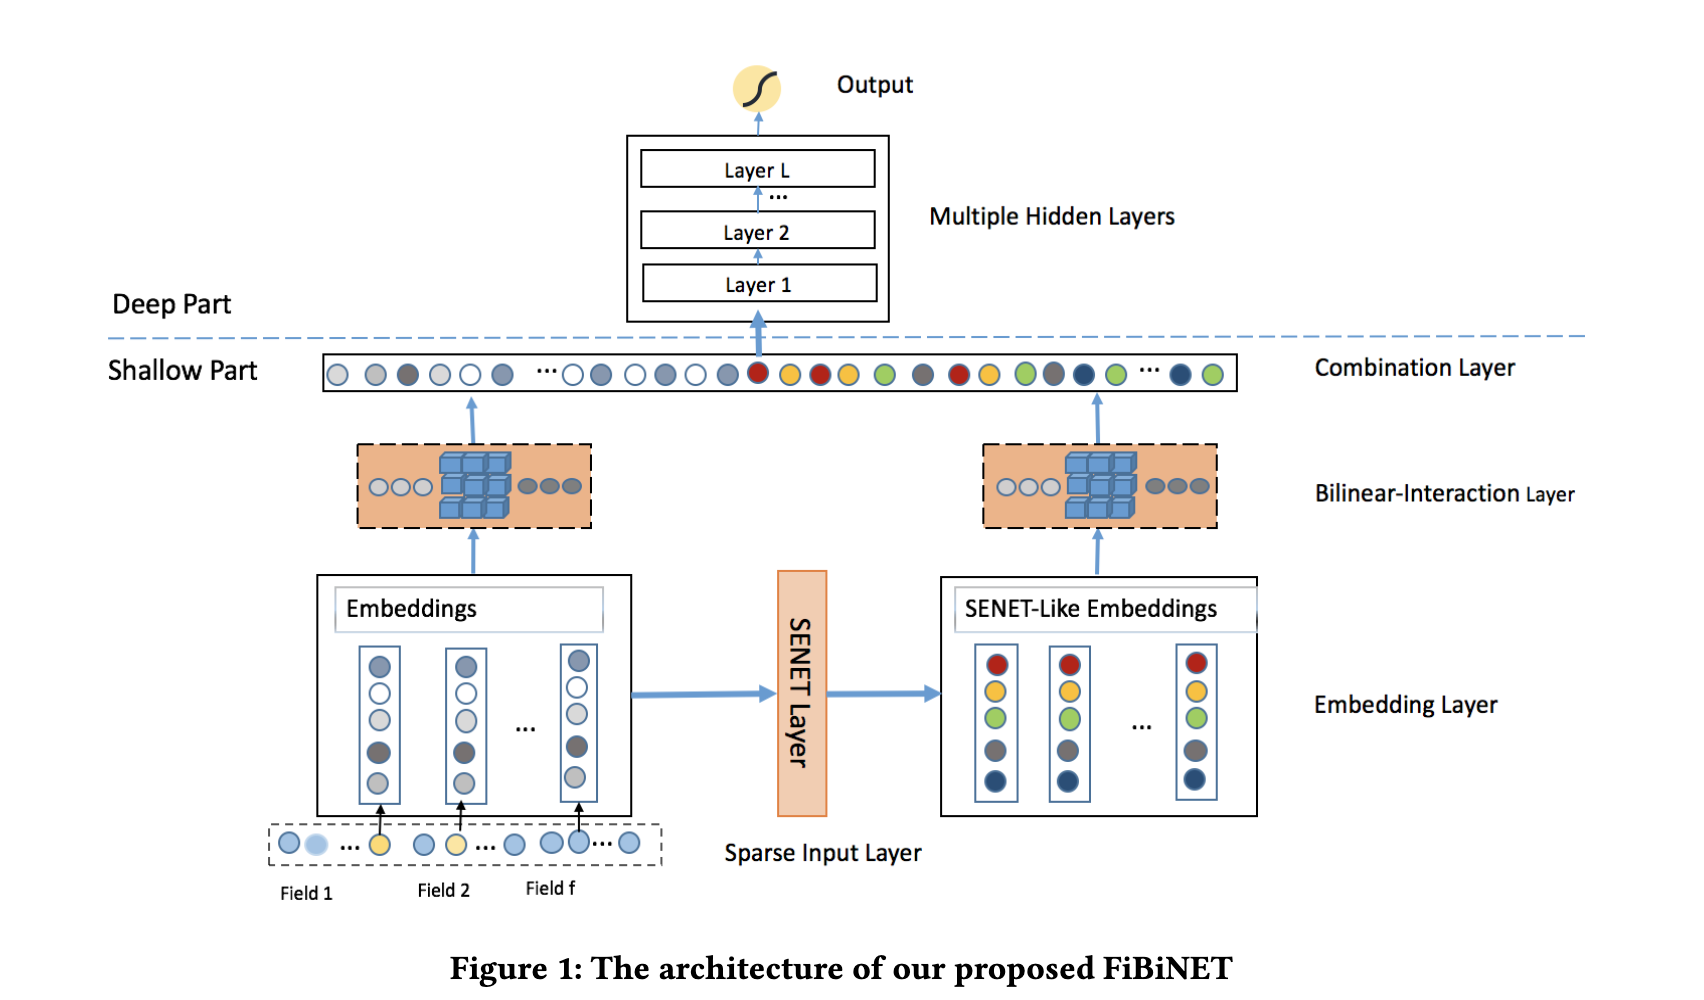 Output
Layer L
...
Multiple Hidden Layers
Layer 2
Layer 1
Deep Part
Shallow Part
...
...
Combination Layer
Bilinear-Interaction Layer
Embeddings
SENET Layer
SENET-Like Embeddings
...
...
Embedding Layer
... ... ...
Sparse Input Layer
Field 1
Field 2
Field f
Figure 1: The architecture of our proposed FiBiNET